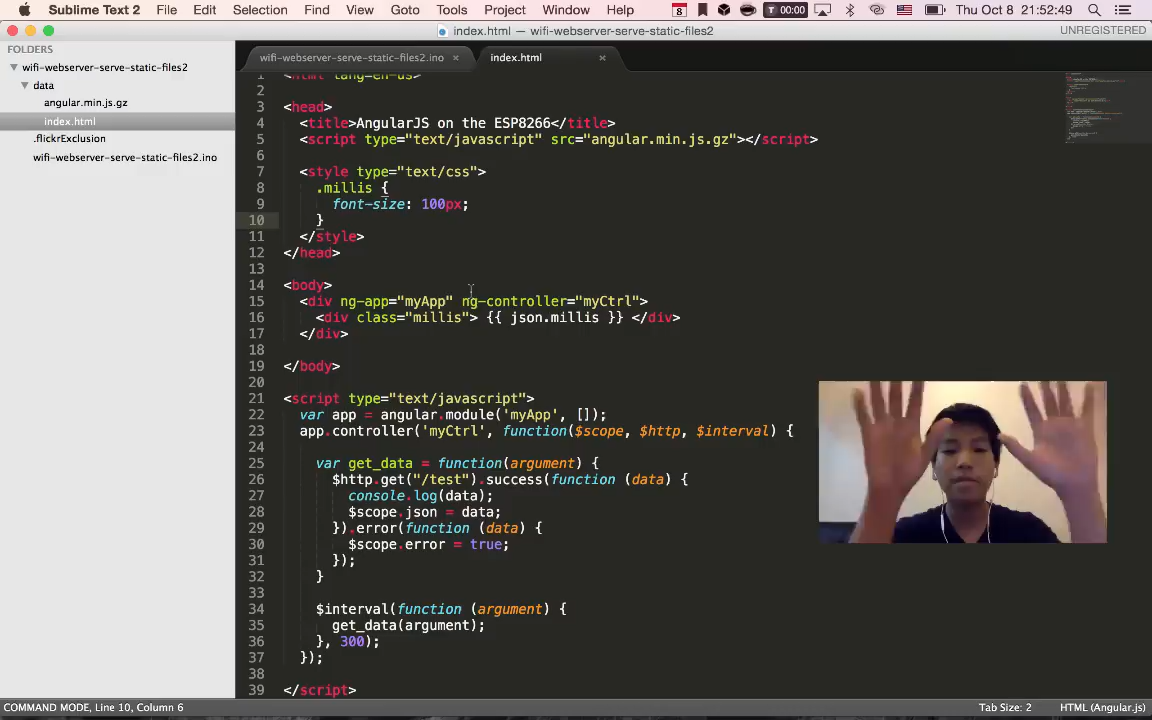 Sublime Text 2 File Edit Selection Find View Goto Tools Project Window Help 8 T 00:00 Thu Oct 8 21:52:49
index.html — wifi-webserver-serve-static-files2 UNREGISTERED
FOLDERS
wifi-webserver-serve-static-files2
data
angular.min.js.gz
index.html
.flickrExclusion
wifi-webserver-serve-static-files2.ino
wifi-webserver-serve-static-files2.ino × index.html ×
1 <html lang=en-us>
2
3 <head>
4 <title>AngularJS on the ESP8266</title>
5 <script type="text/javascript" src="angular.min.js.gz"></script>
6
7 <style type="text/css">
8 .millis {
9 font-size: 100px;
10 }
11 </style>
12 </head>
13
14 <body>
15 <div ng-app="myApp" ng-controller="myCtrl">
16 <div class="millis"> {{ json.millis }} </div>
17 </div>
18
19 </body>
20
21 <script type="text/javascript">
22 var app = angular.module('myApp', []);
23 app.controller('myCtrl', function($scope, $http, $interval) {
24
25 var get_data = function(argument) {
26 $http.get("/test").success(function (data) {
27 console.log(data);
28 $scope.json = data;
29 }).error(function (data) {
30 $scope.error = true;
31 });
32 }
33
34 $interval(function (argument) {
35 get_data(argument);
36 }, 300);
37 });
38
39 </script>
COMMAND MODE, Line 10, Column 6 Tab Size: 2 HTML (Angular.js)